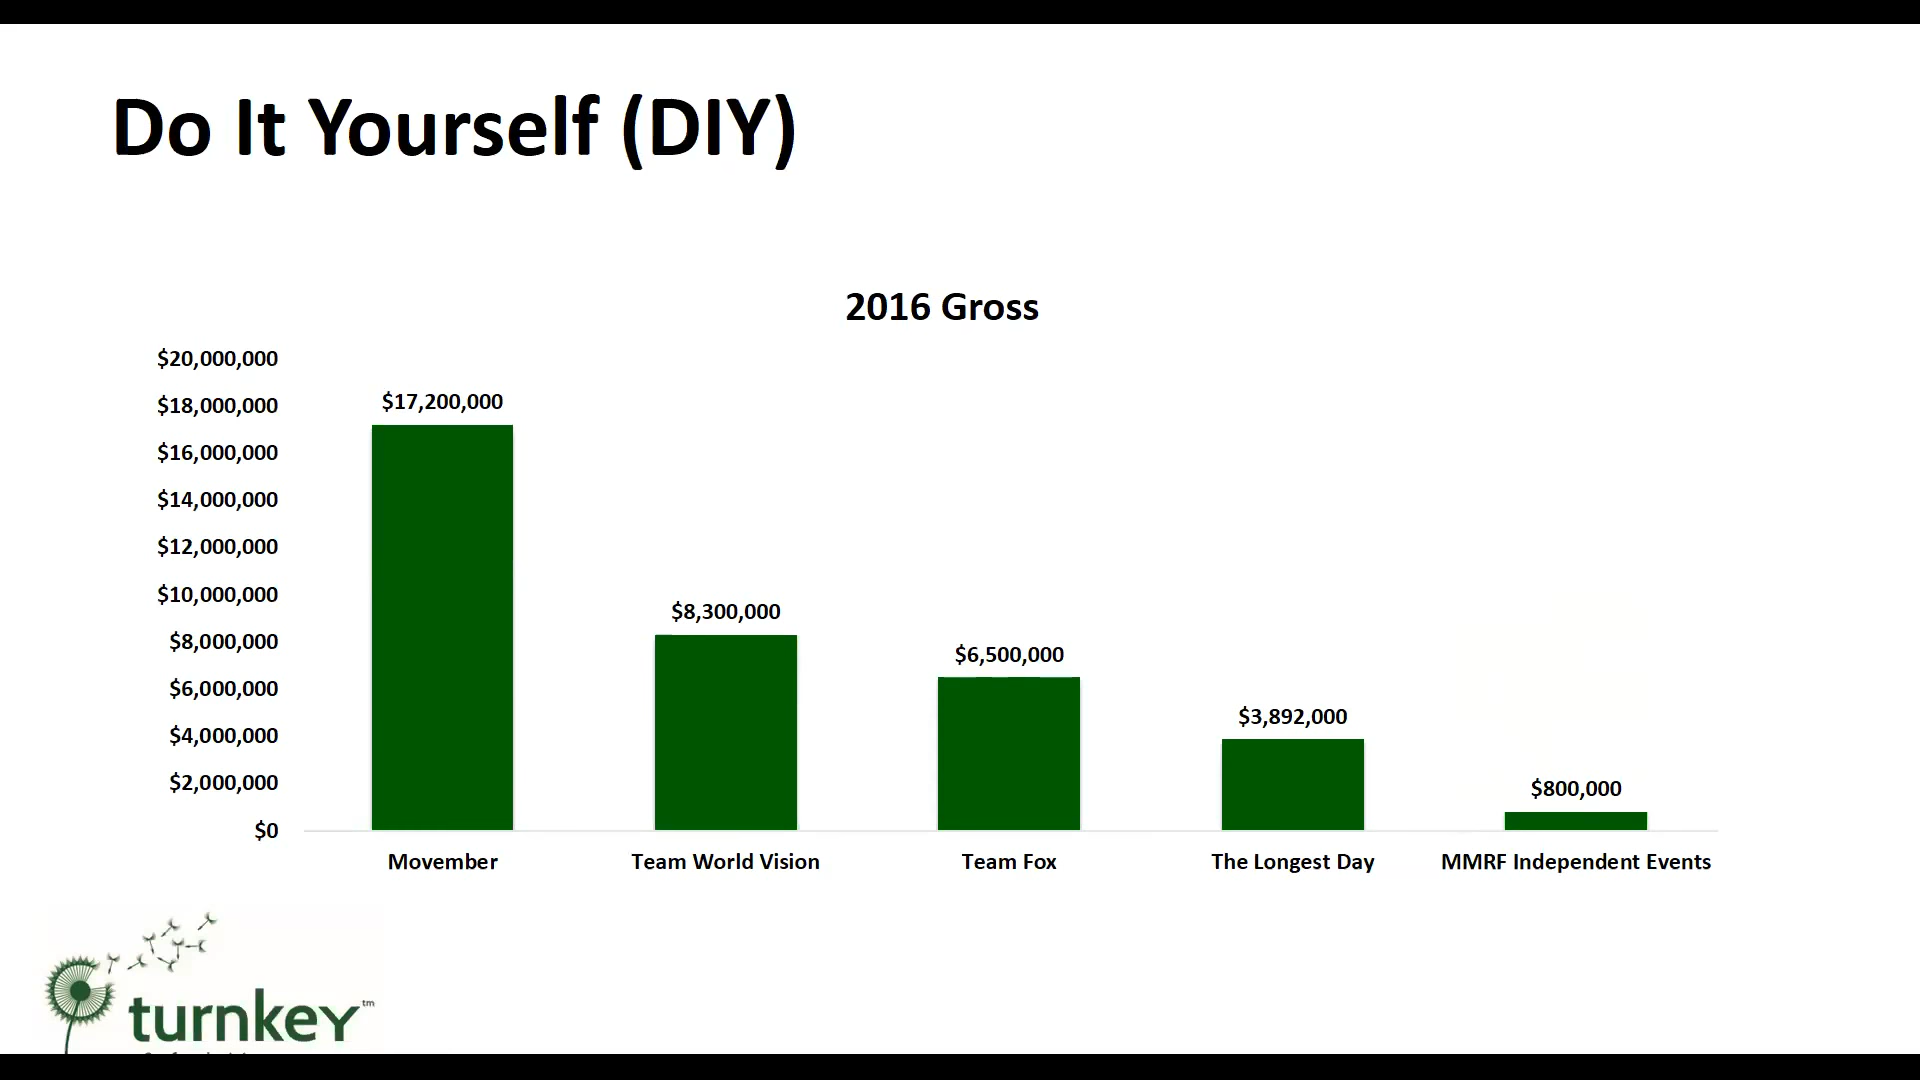 Do It Yourself (DIY)
2016 Gross
$20,000,000
$18,000,000
$16,000,000
$14,000,000
$12,000,000
$10,000,000
$8,000,000
$6,000,000
$4,000,000
$2,000,000
$0
$17,200,000
$8,300,000
$6,500,000
$3,892,000
$800,000
Movember
Team World Vision
Team Fox
The Longest Day
MMRF Independent Events
turnkey™